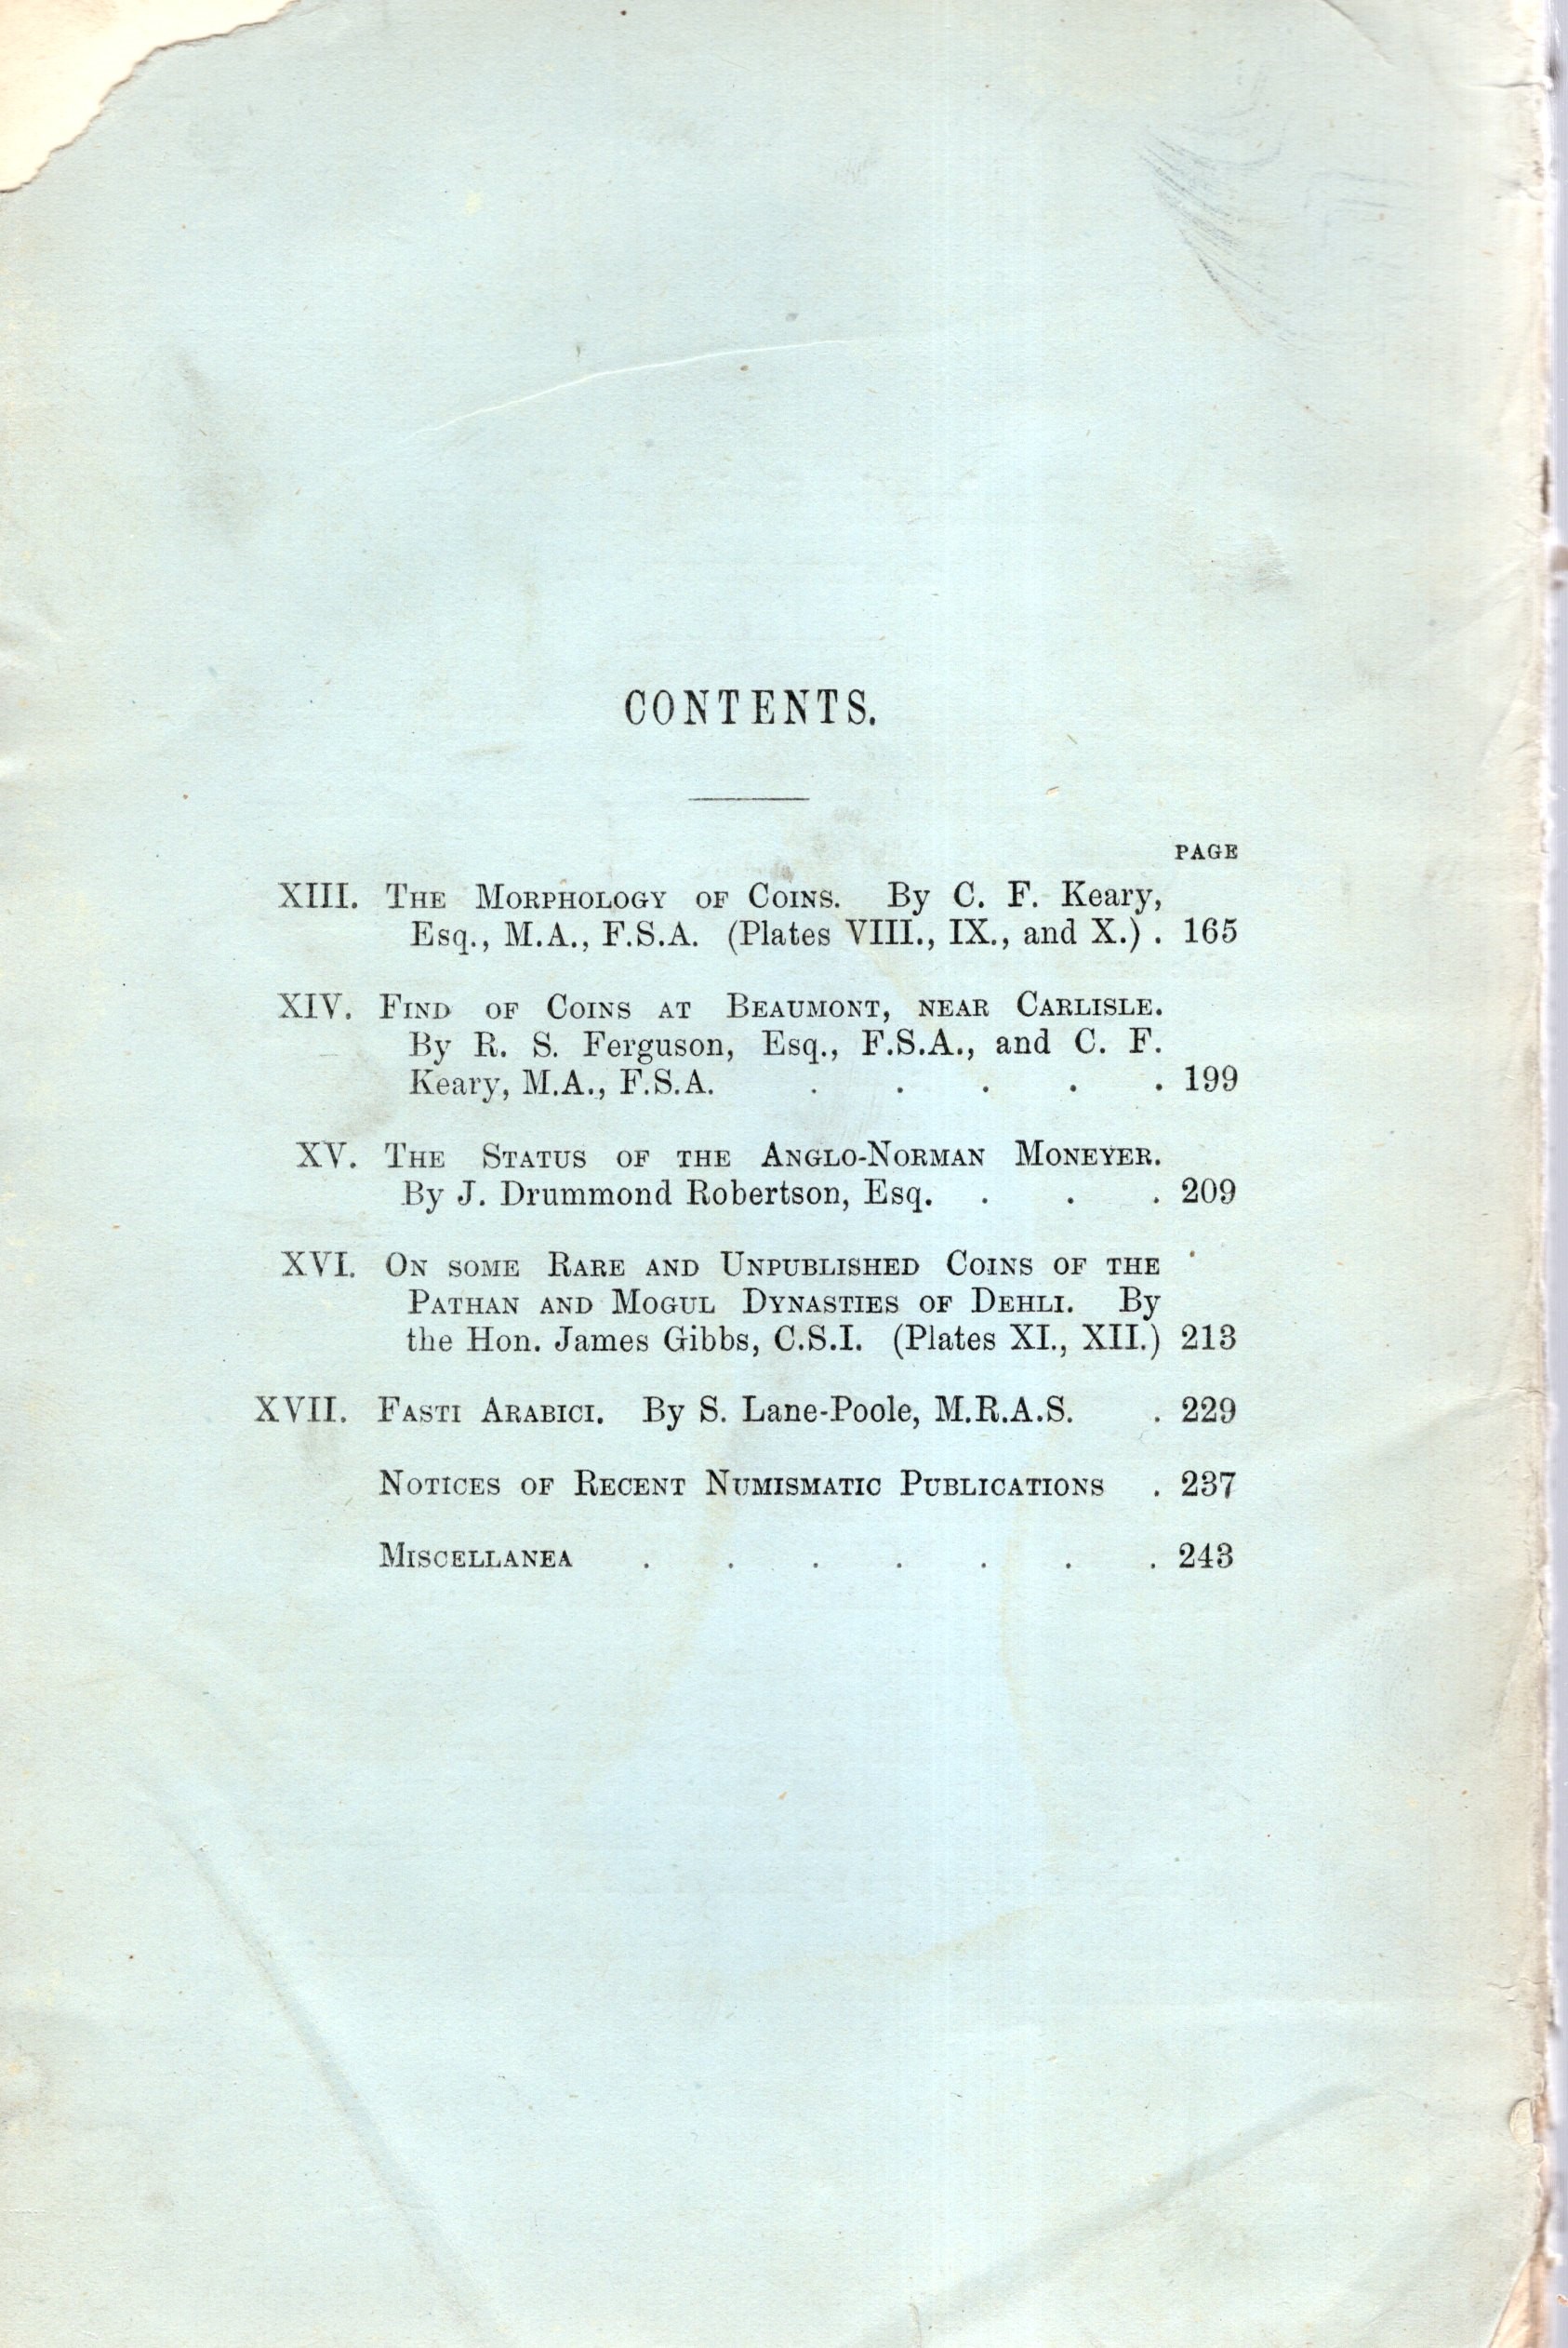 CONTENTS.
PAGE
XIII. THE MORPHOLOGY OF COINS. By C. F. Keary,
Esq., M.A., F.S.A. (Plates VIII., IX., and X.) . 165
XIV. FIND OF COINS AT BEAUMONT, NEAR CARLISLE.
By R. S. Ferguson, Esq., F.S.A., and C. F.
Keary, M.A., F.S.A. . . . . . 199
XV. THE STATUS OF THE ANGLO-NORMAN MONEYER.
By J. Drummond Robertson, Esq. . . . 209
XVI. ON SOME RARE AND UNPUBLISHED COINS OF THE
PATHAN AND MOGUL DYNASTIES OF DEHLI. By
the Hon. James Gibbs, C.S.I. (Plates XI., XII.) 213
XVII. FASTI ARABICI. By S. Lane-Poole, M.R.A.S. . 229
NOTICES OF RECENT NUMISMATIC PUBLICATIONS . 237
MISCELLANEA . . . . . . . 243